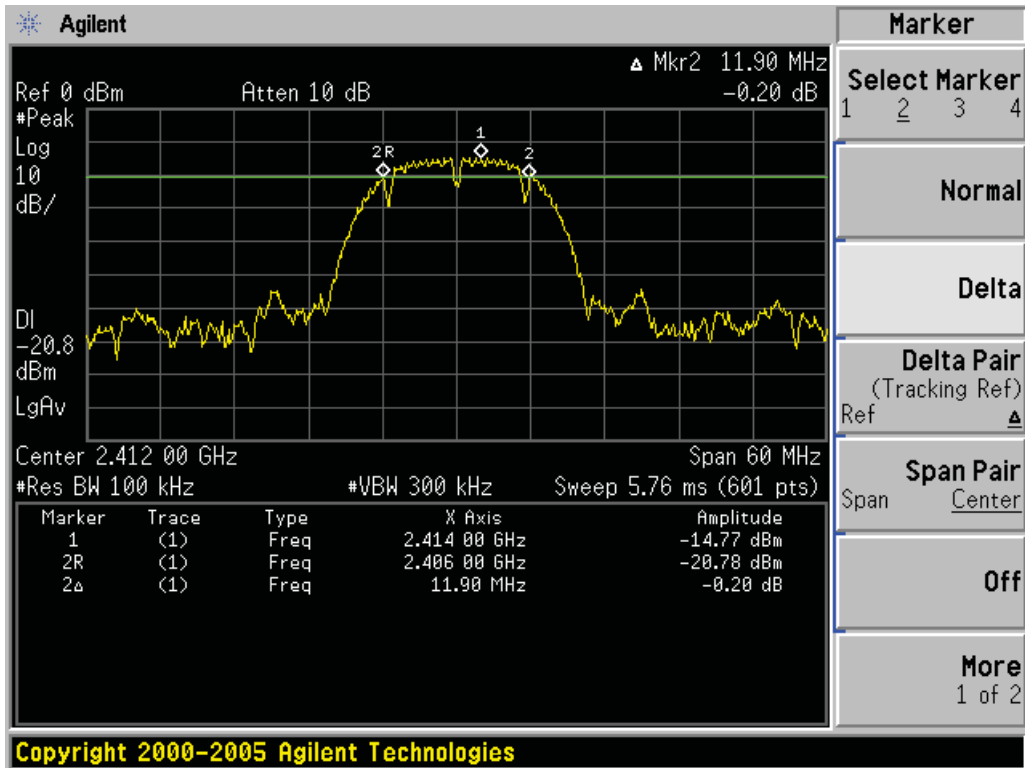 Agilent
Δ Mkr2 11.90 MHz
Ref 0 dBm Atten 10 dB -0.20 dB
#Peak
Log
10
dB/
2R
1
2
DI
-20.8
dBm
LgAv
Center 2.412 00 GHz Span 60 MHz
#Res BW 100 kHz #VBW 300 kHz Sweep 5.76 ms (601 pts)
Marker Trace Type X Axis Amplitude
1 (1) Freq 2.414 00 GHz -14.77 dBm
2R (1) Freq 2.406 00 GHz -20.78 dBm
2Δ (1) Freq 11.90 MHz -0.20 dB
Copyright 2000-2005 Agilent Technologies
Marker
Select Marker
1 2 3 4
Normal
Delta
Delta Pair
(Tracking Ref)
Ref Δ
Span Pair
Span Center
Off
More
1 of 2